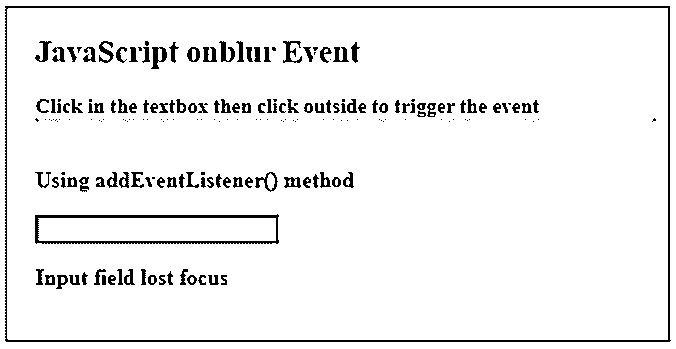 JavaScript onblur Event
Click in the textbox then click outside to trigger the event
Using addEventListener() method
Input field lost focus